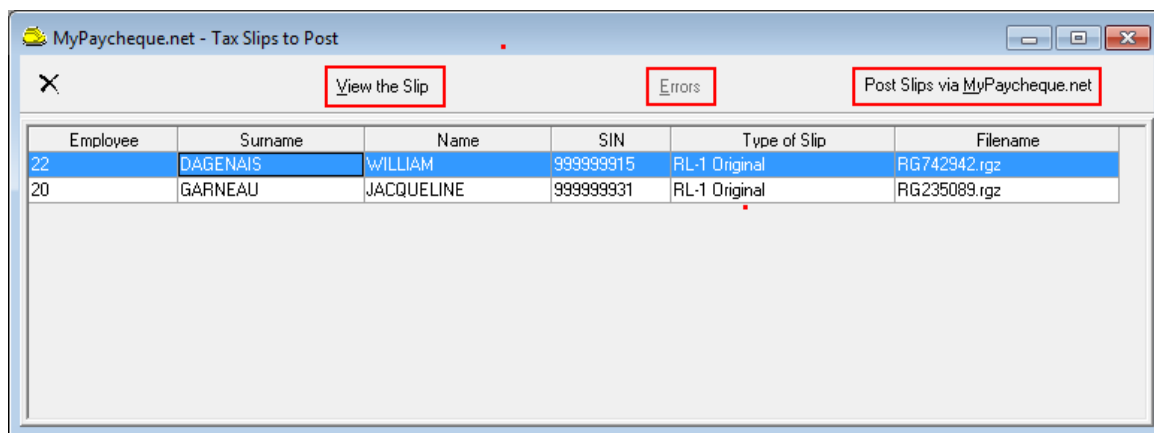 MyPaycheque.net - Tax Slips to Post
View the Slip Errors Post Slips via MyPaycheque.net
Employee Surname Name SIN Type of Slip Filename
22 DAGENAIS WILLIAM 999999915 RL-1 Original RG742942.rgz
20 GARNEAU JACQUELINE 999999931 RL-1 Original RG235089.rgz